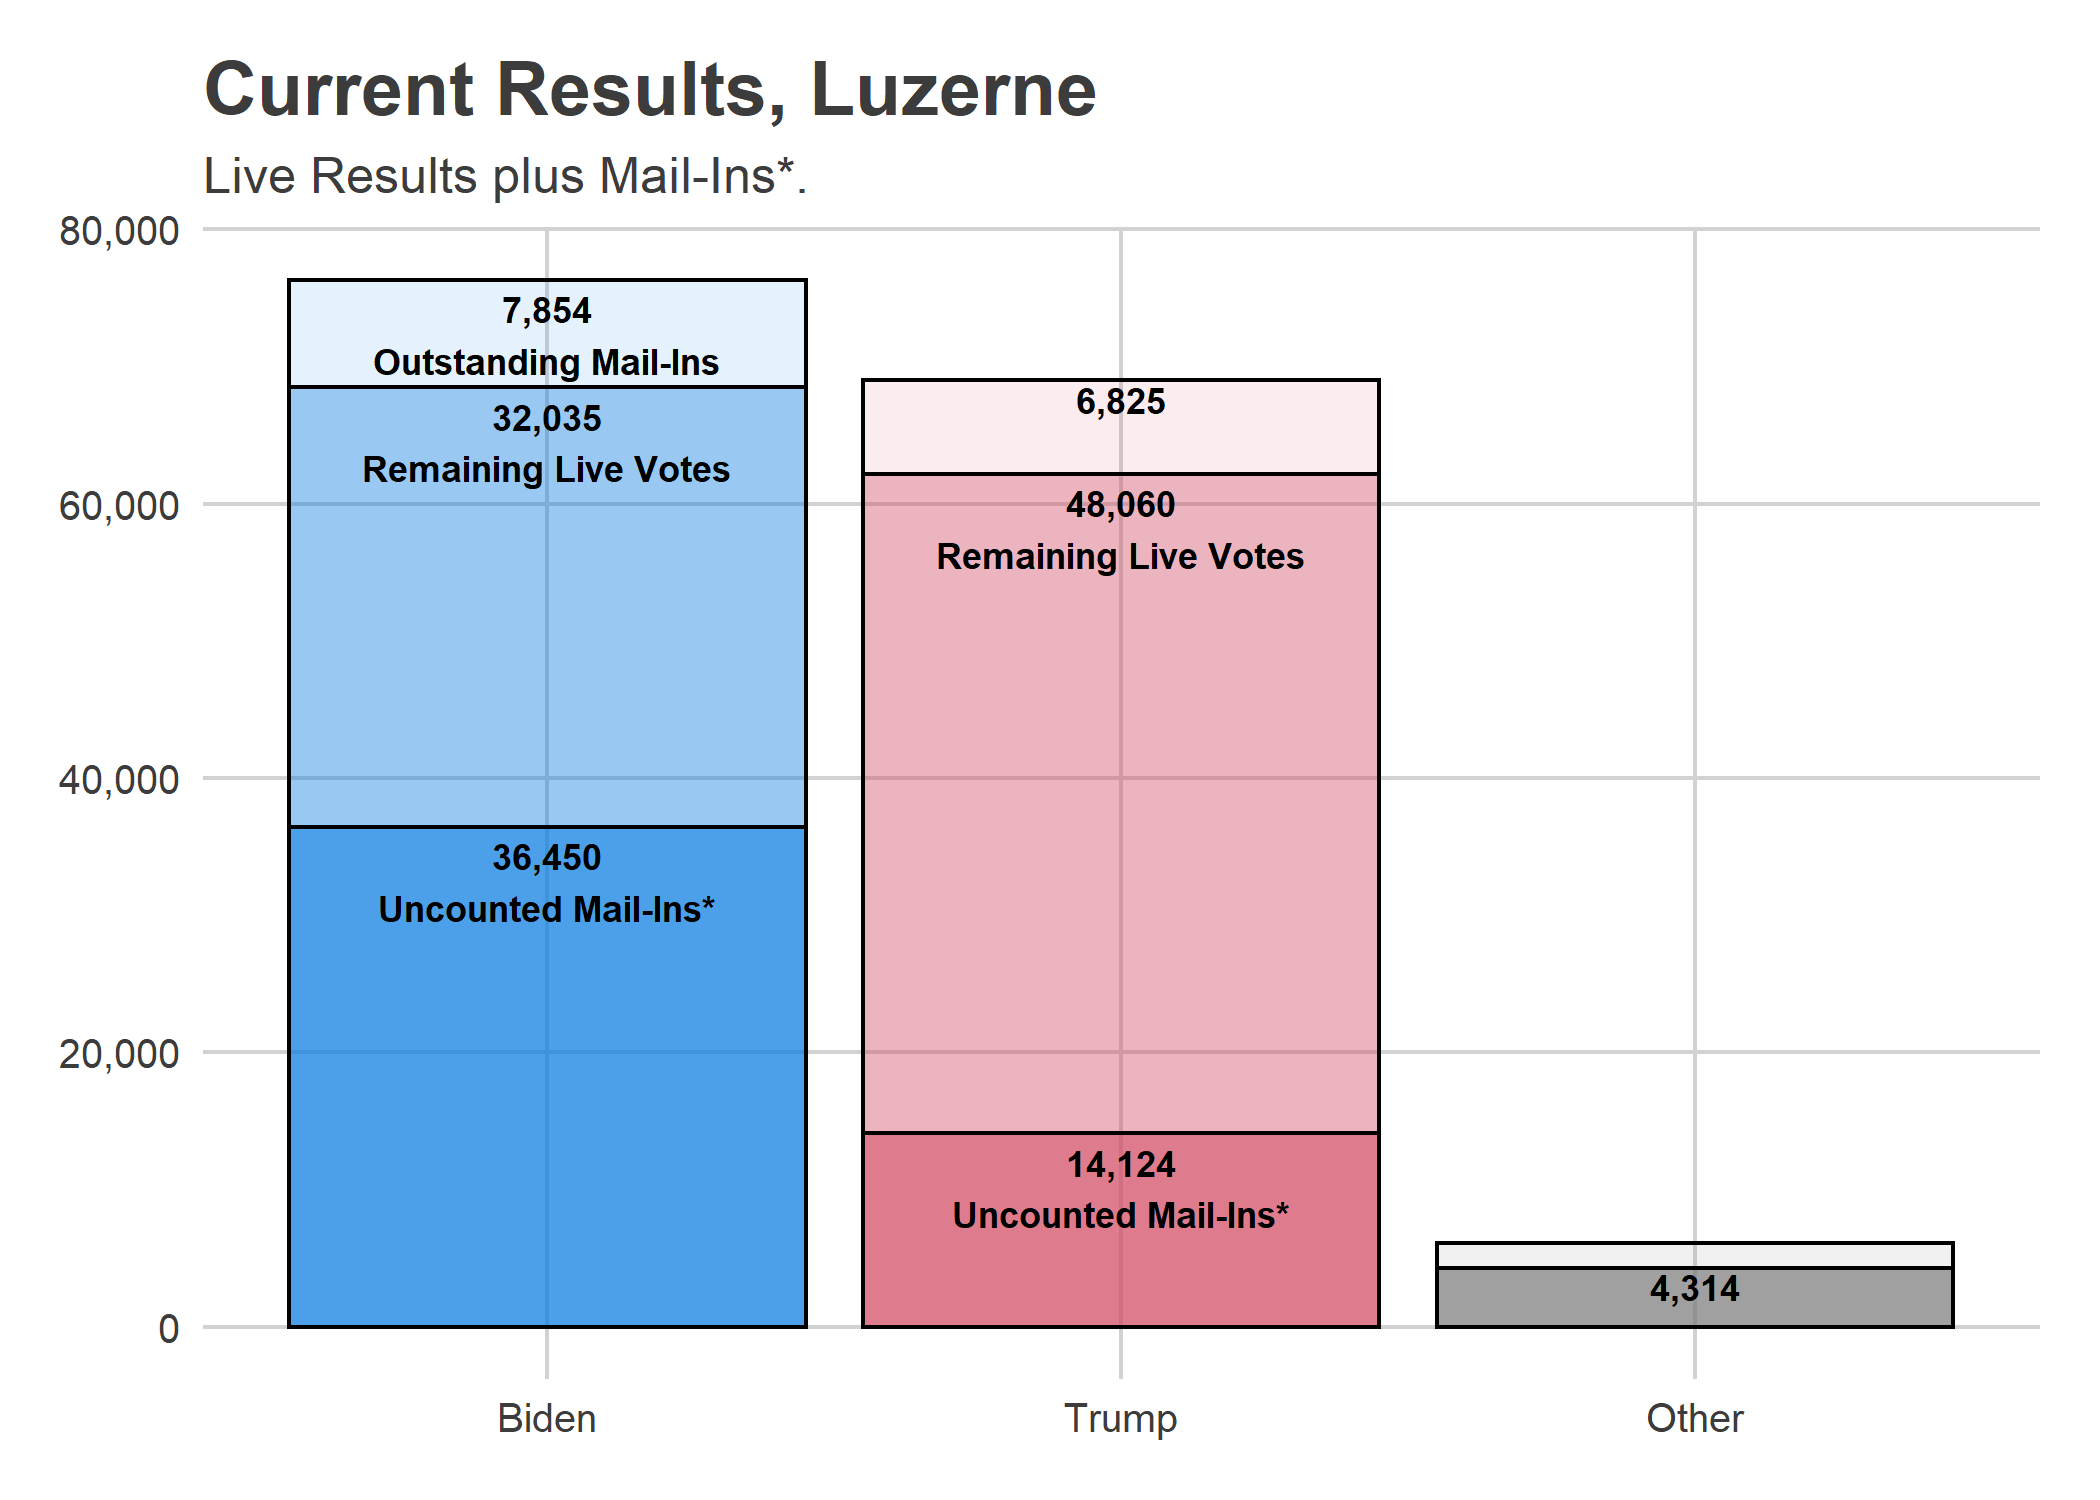 Current Results, Luzerne
Live Results plus Mail-Ins*.
80,000
60,000
40,000
20,000
0
7,854
Outstanding Mail-Ins
32,035
Remaining Live Votes
36,450
Uncounted Mail-Ins*
6,825
48,060
Remaining Live Votes
14,124
Uncounted Mail-Ins*
4,314
Biden
Trump
Other